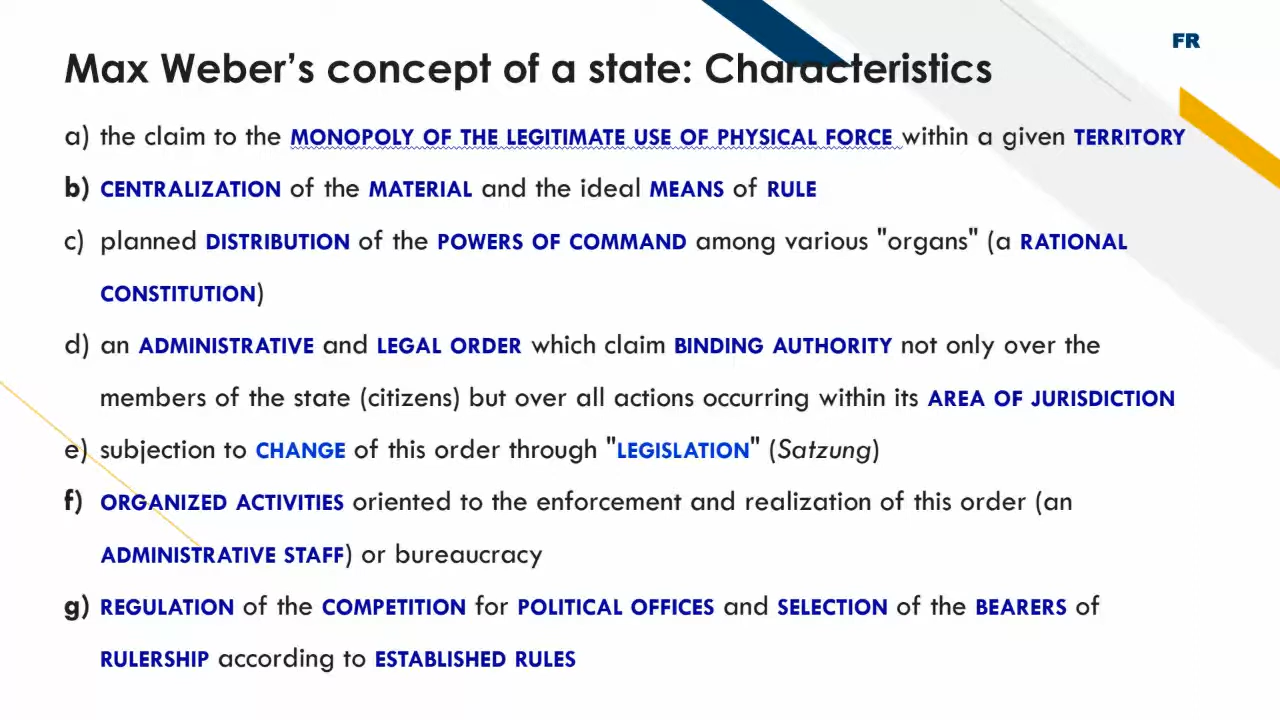 FR
Max Weber’s concept of a state: Characteristics
a) the claim to the MONOPOLY OF THE LEGITIMATE USE OF PHYSICAL FORCE within a given TERRITORY
b) CENTRALIZATION of the MATERIAL and the ideal MEANS of RULE
c) planned DISTRIBUTION of the POWERS OF COMMAND among various "organs" (a RATIONAL
CONSTITUTION)
d) an ADMINISTRATIVE and LEGAL ORDER which claim BINDING AUTHORITY not only over the
members of the state (citizens) but over all actions occurring within its AREA OF JURISDICTION
e) subjection to CHANGE of this order through "LEGISLATION" (Satzung)
f) ORGANIZED ACTIVITIES oriented to the enforcement and realization of this order (an
ADMINISTRATIVE STAFF) or bureaucracy
g) REGULATION of the COMPETITION for POLITICAL OFFICES and SELECTION of the BEARERS of
RULERSHIP according to ESTABLISHED RULES